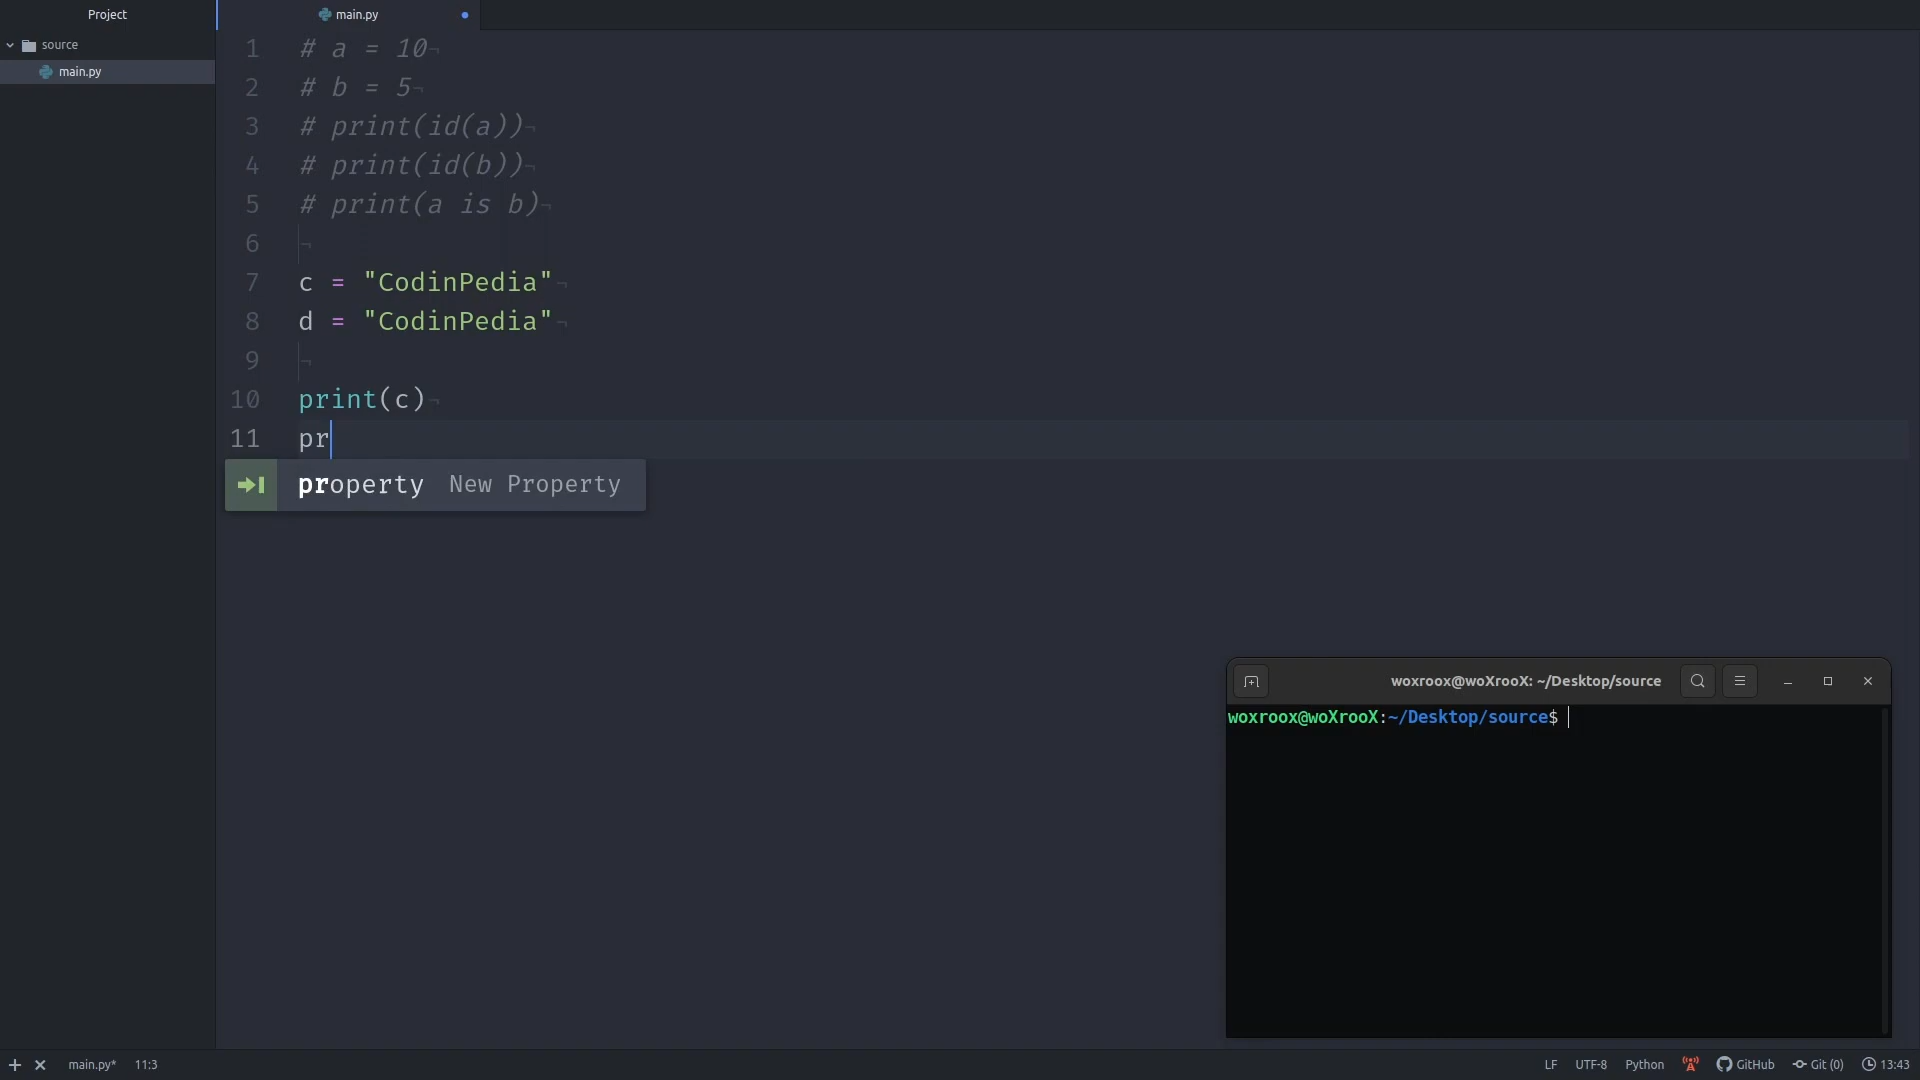 Project
main.py
source
main.py
1 # a = 10
2 # b = 5
3 # print(id(a))
4 # print(id(b))
5 # print(a is b)
6
7 c = "CodinPedia"
8 d = "CodinPedia"
9
10 print(c)
11 pr
property New Property
woxroox@woXrooX: ~/Desktop/source
woxroox@woXrooX:~/Desktop/source$
main.py* 11:3
LF UTF-8 Python GitHub Git (0) 13:43